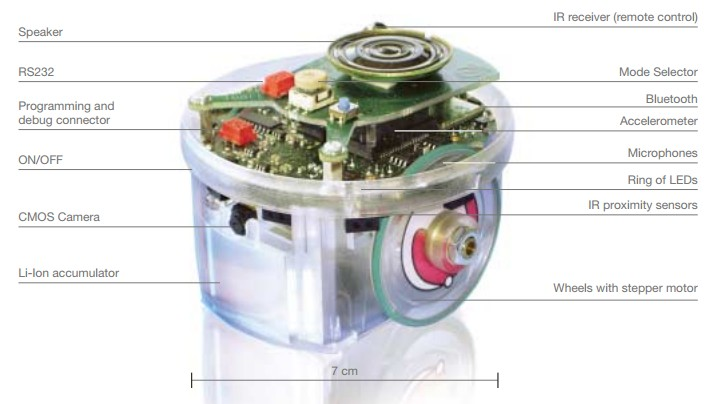 Speaker
RS232
Programming and
debug connector
ON/OFF
CMOS Camera
Li-Ion accumulator
IR receiver (remote control)
Mode Selector
Bluetooth
Accelerometer
Microphones
Ring of LEDs
IR proximity sensors
Wheels with stepper motor
7 cm